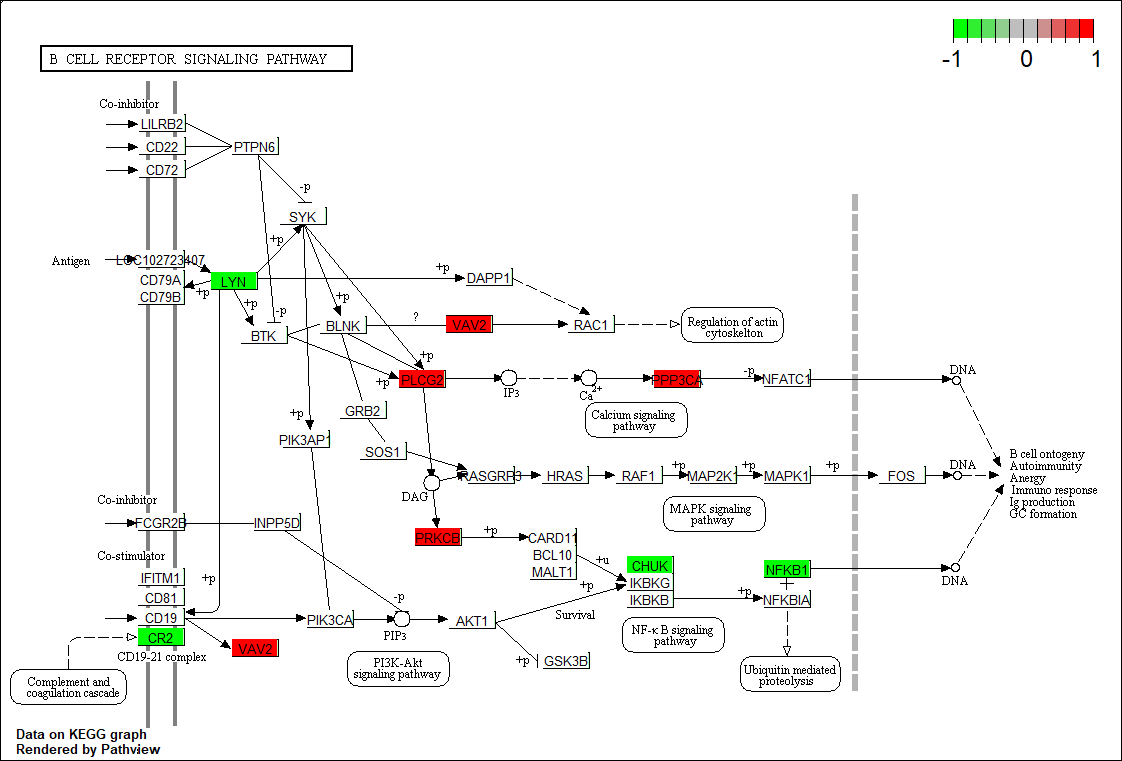 B CELL RECEPTOR SIGNALING PATHWAY
-1 0 1
Co-inhibitor
LILRB2
CD22
PTPN6
CD72
-p
SYK
+p
Antigen
LOC102723407
CD79A
LYN
+p
DAPP1
CD79B
+p
+p
+p
-p
BTK
BLNK
?
VAV2
RAC1
Regulation of actin
cytoskelton
+p
+p
PLCG2
IP3
Ca2+
PPP3CA
-p
NFATC1
DNA
Calcium signaling
pathway
GRB2
+p
PIK3AP1
SOS1
DAG
RASGRP3
HRAS
RAF1
+p
MAP2K1
+p
MAPK1
+p
FOS
DNA
B cell ontogeny
Autoimmunity
Anergy
Immuno response
Ig production
GC formation
MAPK signaling
pathway
Co-inhibitor
FCGR2B
INPP5D
PRKCB
+p
CARD11
BCL10
MALT1
+u
+p
CHUK
IKBKG
IKBKB
+p
NFKB1
NFKBIA
DNA
Co-stimulator
IFITM1
+p
CD81
CD19
CR2
CD19-21 complex
VAV2
PIK3CA
-p
PIP3
AKT1
Survival
+p
GSK3B
NF-κ B signaling
pathway
Ubiquitin mediated
proteolysis
PI3K-Akt
signaling pathway
Complement and
coagulation cascade
Data on KEGG graph
Rendered by Pathview